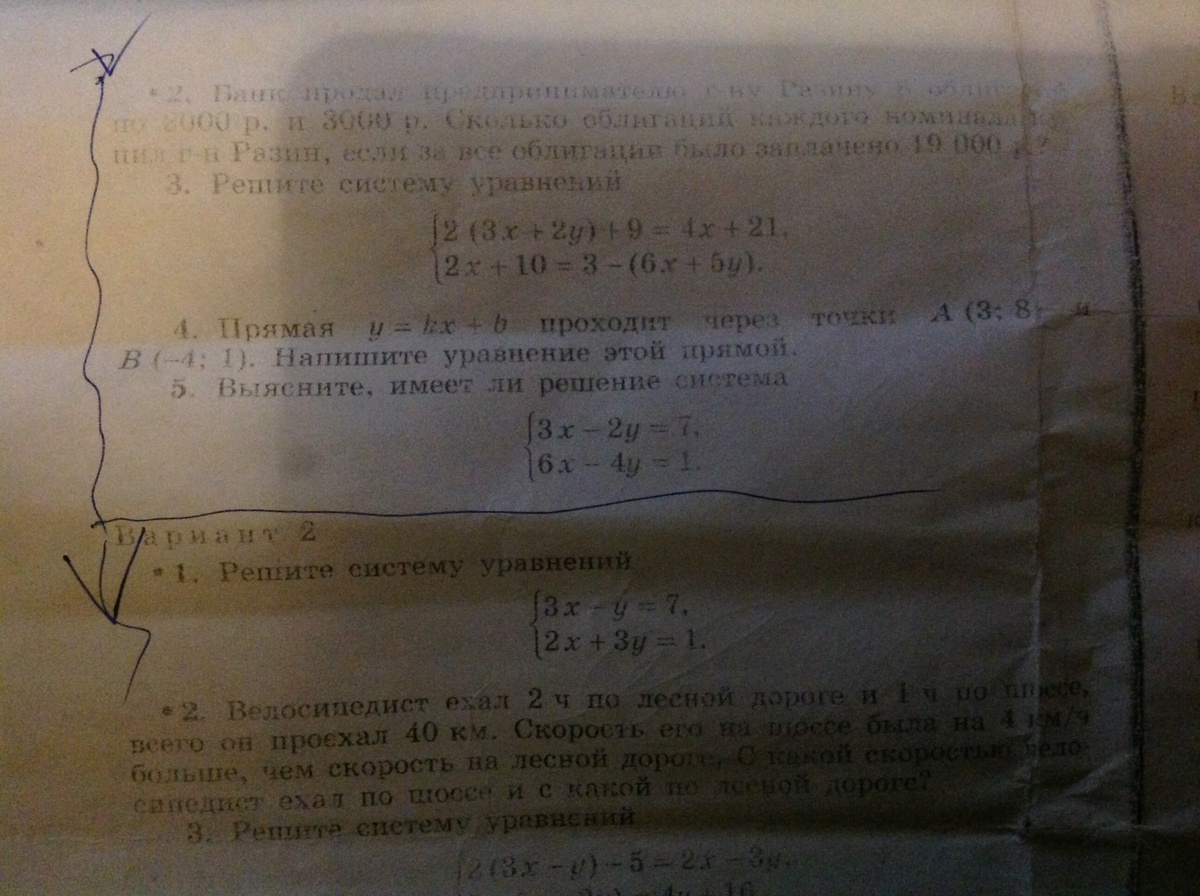 • 2. Банк продал предпринимателю г-ну Разину 8 облигаций
по 2000 р. и 3000 р. Сколько облигаций каждого номинала ку-
пил г-н Разин, если за все облигации было заплачено 19 000 р.?
3. Решите систему уравнений
2 (3x + 2y) + 9 = 4x + 21,
2x + 10 = 3 – (6x + 5y).
4. Прямая y = kx + b проходит через точки A (3; 8) и
B (–4; 1). Напишите уравнение этой прямой.
5. Выясните, имеет ли решение система
3x – 2y = 7,
6x – 4y = 1.
Вариант 2
• 1. Решите систему уравнений
3x – y = 7,
2x + 3y = 1.
• 2. Велосипедист ехал 2 ч по лесной дороге и 1 ч по шоссе,
всего он проехал 40 км. Скорость его на шоссе была на 4 км/ч
больше, чем скорость на лесной дороге. С какой скоростью вело-
сипедист ехал по шоссе и с какой по лесной дороге?
3. Решите систему уравнений
2 (3x – y) – 5 = 2x – 3y,